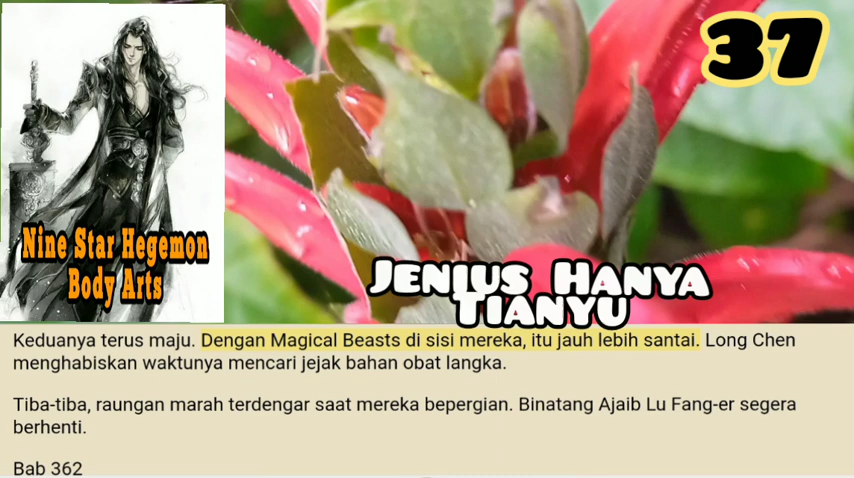 37
Nine Star Hegemon
Body Arts
Jenius Hanya
Tianyu
Keduanya terus maju. Dengan Magical Beasts di sisi mereka, itu jauh lebih santai. Long Chen
menghabiskan waktunya mencari jejak bahan obat langka.
Tiba-tiba, raungan marah terdengar saat mereka bepergian. Binatang Ajaib Lu Fang-er segera
berhenti.
Bab 362